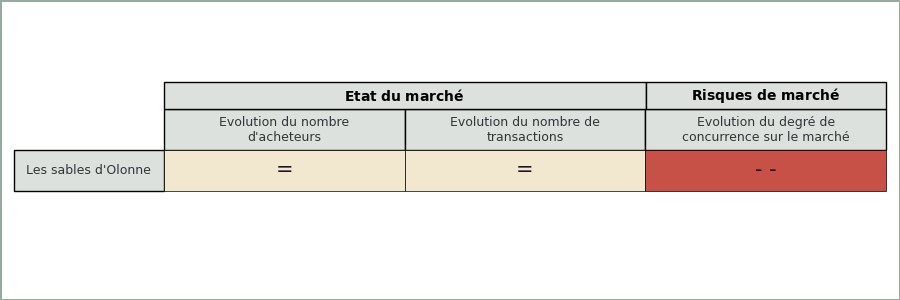 Etat du marché
Risques de marché
Evolution du nombre
d'acheteurs
Evolution du nombre de
transactions
Evolution du degré de
concurrence sur le marché
Les sables d'Olonne
=
=
- -